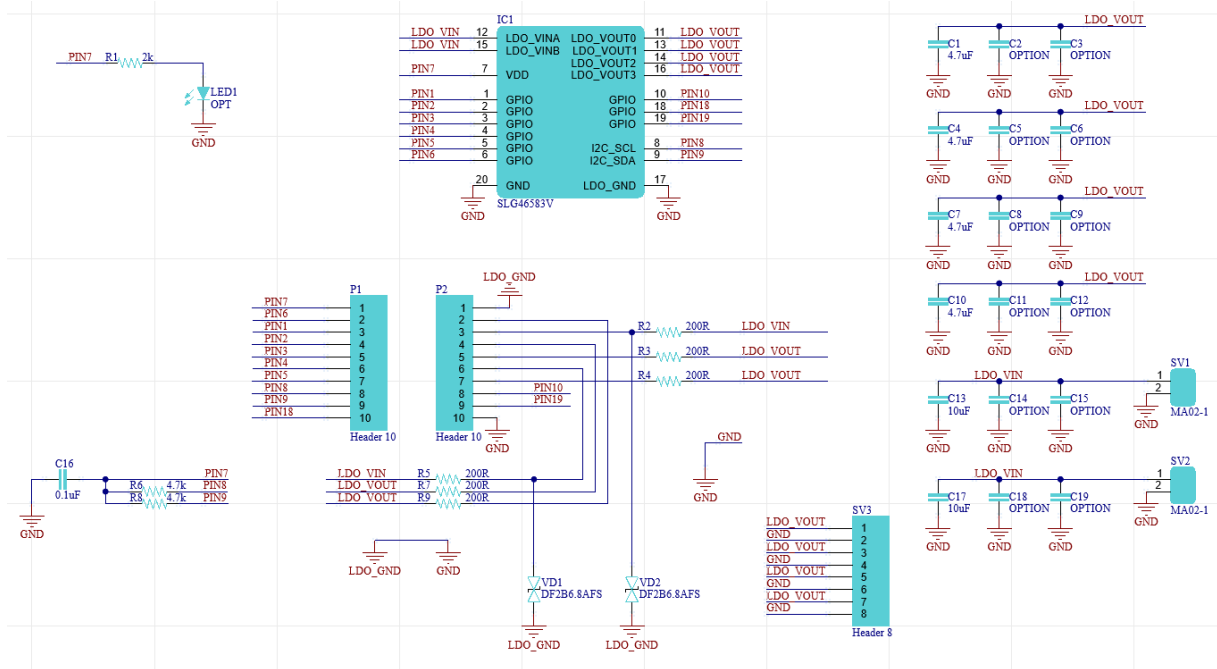 PIN7 R1 2k
LED1
OPT
GND
IC1
LDO_VIN 12 LDO_VINA LDO_VOUT0 11 LDO_VOUT
LDO_VIN 15 LDO_VINB LDO_VOUT1 13 LDO_VOUT
LDO_VOUT2 14 LDO_VOUT
PIN7 7 VDD LDO_VOUT3 16 LDO_VOUT
PIN1 1 GPIO GPIO 10 PIN10
PIN2 2 GPIO GPIO 18 PIN18
PIN3 3 GPIO GPIO 19 PIN19
PIN4 4 GPIO
PIN5 5 GPIO I2C_SCL 8 PIN8
PIN6 6 GPIO I2C_SDA 9 PIN9
20 GND LDO_GND 17
GND SLG46583V GND
LDO_VOUT
C1 C2 C3
4.7uF OPTION OPTION
GND GND GND
LDO_VOUT
C4 C5 C6
4.7uF OPTION OPTION
GND GND GND
LDO_VOUT
C7 C8 C9
4.7uF OPTION OPTION
GND GND GND
LDO_VOUT
C10 C11 C12
4.7uF OPTION OPTION
GND GND GND
LDO_VIN
C13 C14 C15
10uF OPTION OPTION
GND GND GND
SV1
1
2
MA02-1
GND
LDO_VIN
C17 C18 C19
10uF OPTION OPTION
GND GND GND
SV2
1
2
MA02-1
GND
P1
PIN7 1
PIN6 2
PIN1 3
PIN2 4
PIN3 5
PIN4 6
PIN5 7
PIN8 8
PIN9 9
PIN18 10
Header 10
LDO_GND
P2
1
2
3
4
5
6
7
8 PIN10
9 PIN19
10
Header 10
GND
R2 200R LDO_VIN
R3 200R LDO_VOUT
R4 200R LDO_VOUT
GND
GND
C16
0.1uF
GND
PIN7
R6 4.7k PIN8
R8 4.7k PIN9
LDO_VIN R5 200R
LDO_VOUT R7 200R
LDO_VOUT R9 200R
LDO_GND GND
VD1
DF2B6.8AFS
LDO_GND
VD2
DF2B6.8AFS
LDO_GND
SV3
LDO_VOUT 1
GND 2
LDO_VOUT 3
GND 4
LDO_VOUT 5
GND 6
LDO_VOUT 7
GND 8
Header 8